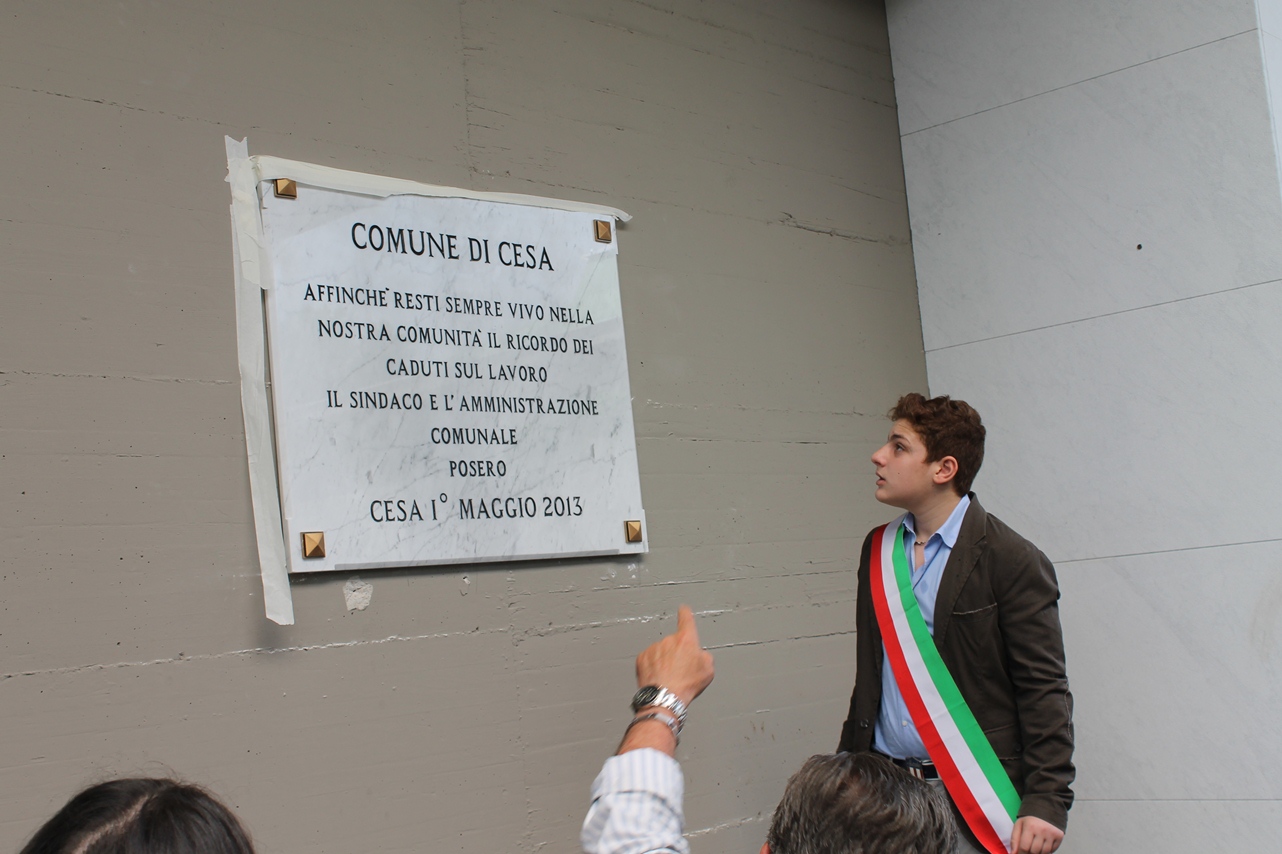 COMUNE DI CESA
AFFINCHE' RESTI SEMPRE VIVO NELLA
NOSTRA COMUNITA' IL RICORDO DEI
CADUTI SUL LAVORO
IL SINDACO E L' AMMINISTRAZIONE
COMUNALE
POSERO
CESA I° MAGGIO 2013